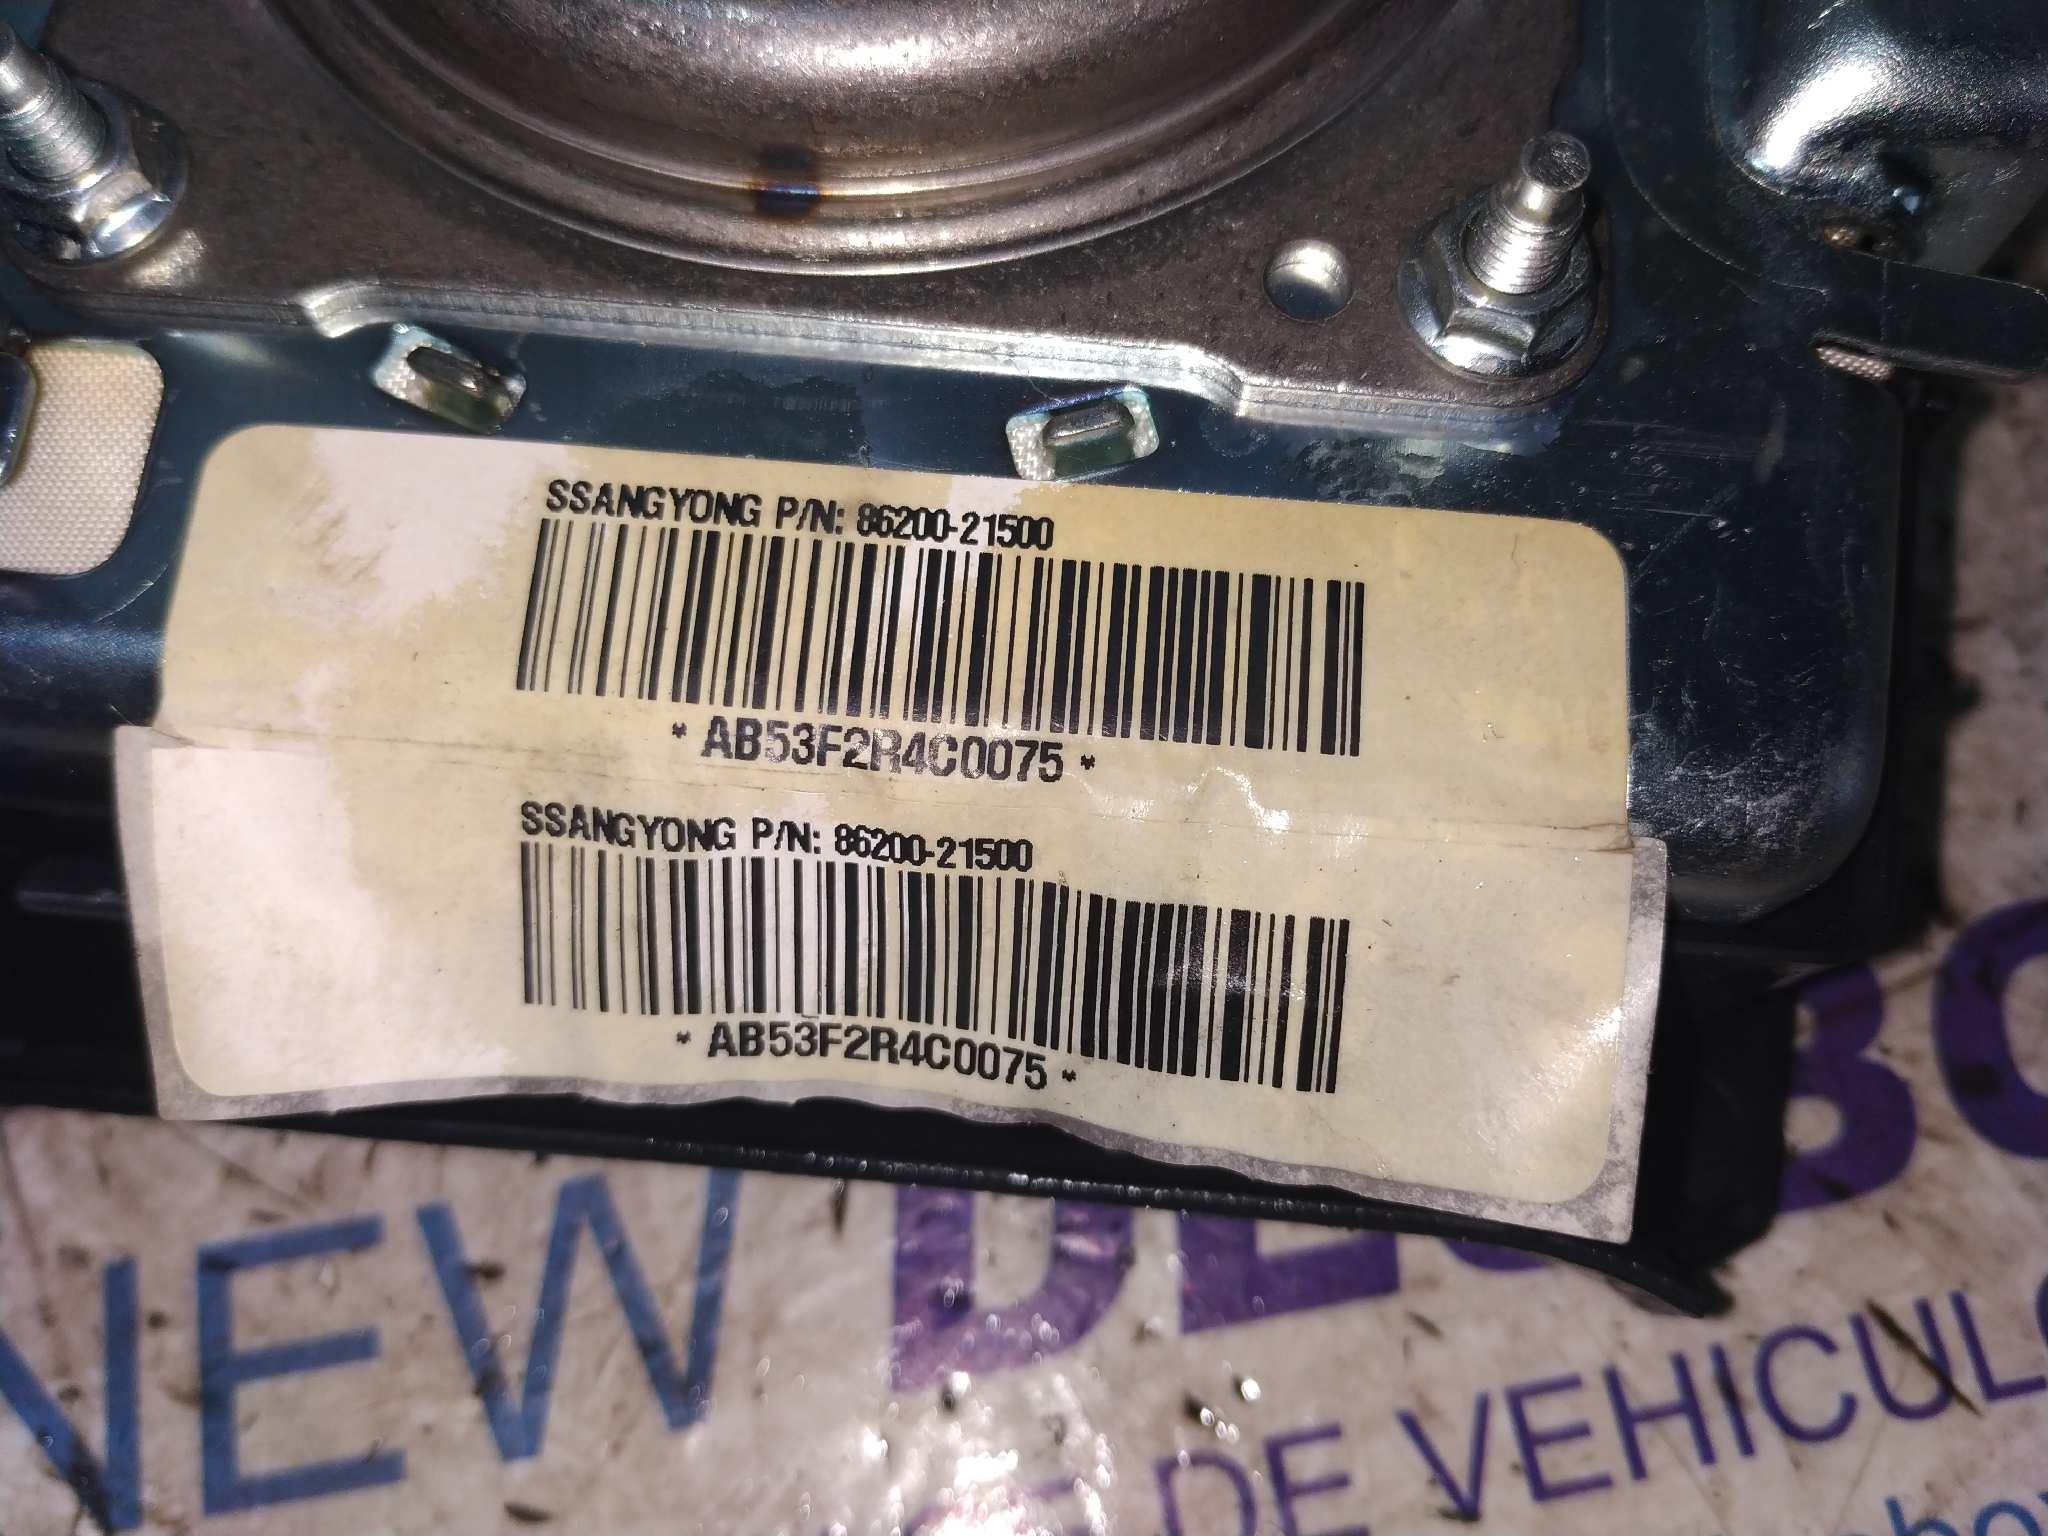 SSANGYONG P/N: 86200-21500
* AB53F2R4C0075 *
SSANGYONG P/N: 86200-21500
* AB53F2R4C0075 *
NEW
DE VEHICUL